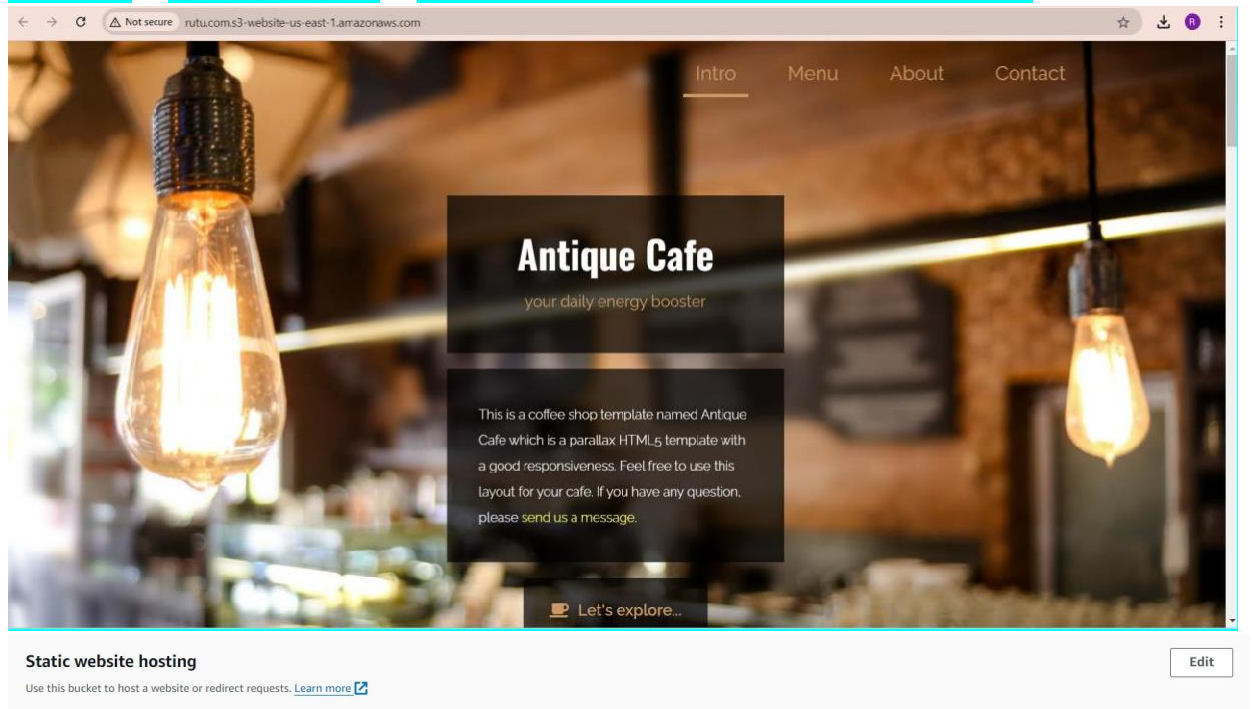 Not secure rutu.com.s3-website-us-east-1.amazonaws.com R
Intro Menu About Contact
Antique Cafe
your daily energy booster
This is a coffee shop template named Antique
Cafe which is a parallax HTML5 template with
a good responsiveness. Feel free to use this
layout for your cafe. If you have any question,
please send us a message.
Let's explore...
Static website hosting
Edit
Use this bucket to host a website or redirect requests. Learn more